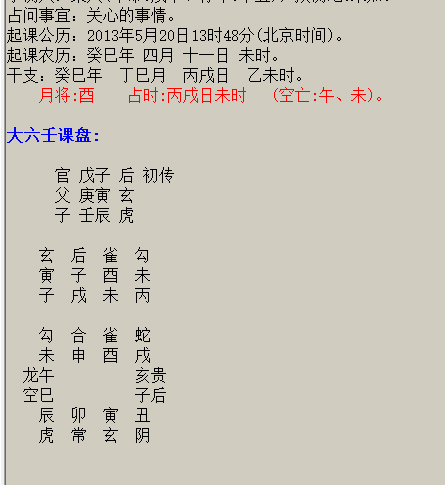 占问事宜：关心的事情。
起课公历：2013年5月20日13时48分(北京时间)。
起课农历：癸巳年 四月 十一日 未时。
干支：癸巳年 丁巳月 丙戌日 乙未时。
月将:酉 占时:丙戌日未时 (空亡:午、未)。
大六壬课盘：
官 戊子 后 初传
父 庚寅 玄
子 壬辰 虎
玄 后 雀 勾
寅 子 酉 未
子 戌 未 丙
勾 合 雀 蛇
未 申 酉 戌
龙午 亥贵
空巳 子后
辰 卯 寅 丑
虎 常 玄 阴